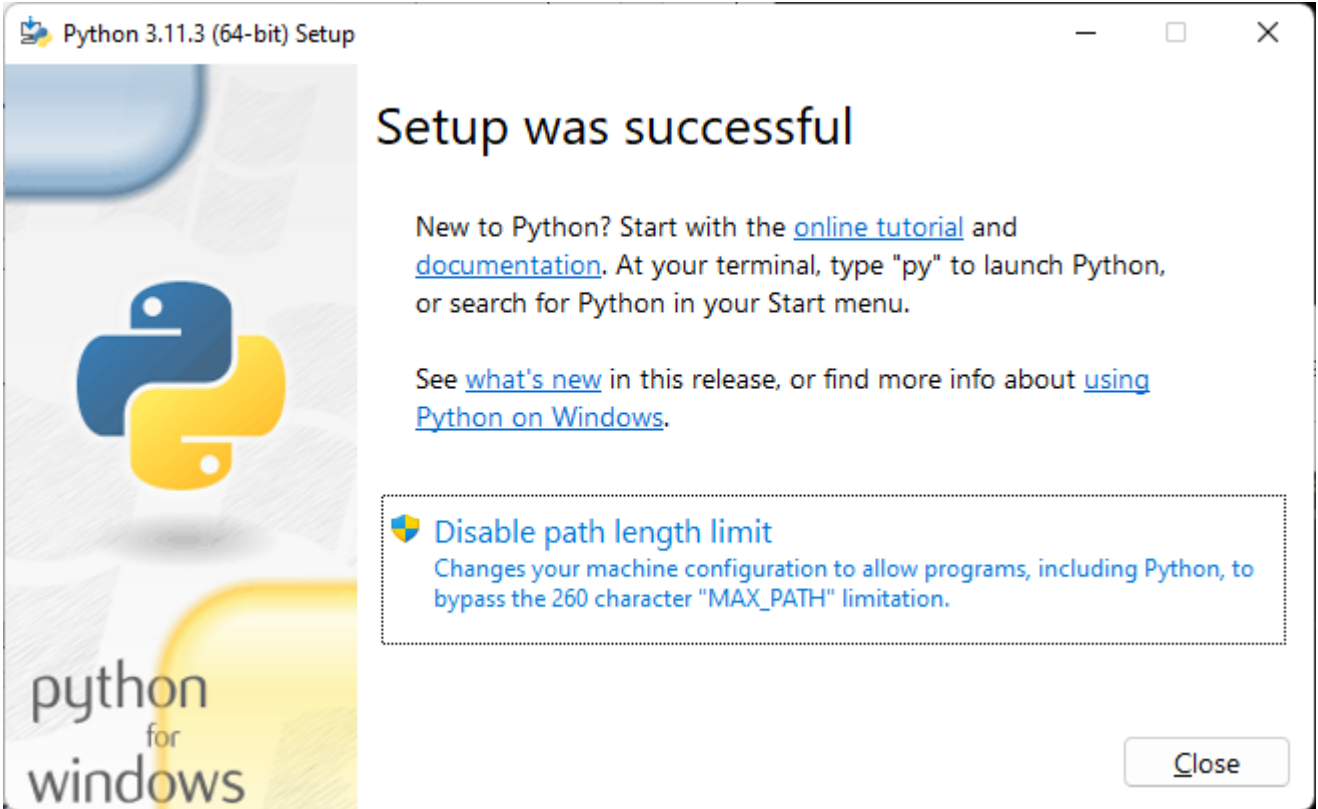 Python 3.11.3 (64-bit) Setup
Setup was successful
New to Python? Start with the online tutorial and
documentation. At your terminal, type "py" to launch Python,
or search for Python in your Start menu.
See what's new in this release, or find more info about using
Python on Windows.
Disable path length limit
Changes your machine configuration to allow programs, including Python, to
bypass the 260 character "MAX_PATH" limitation.
python
for
windows
Close